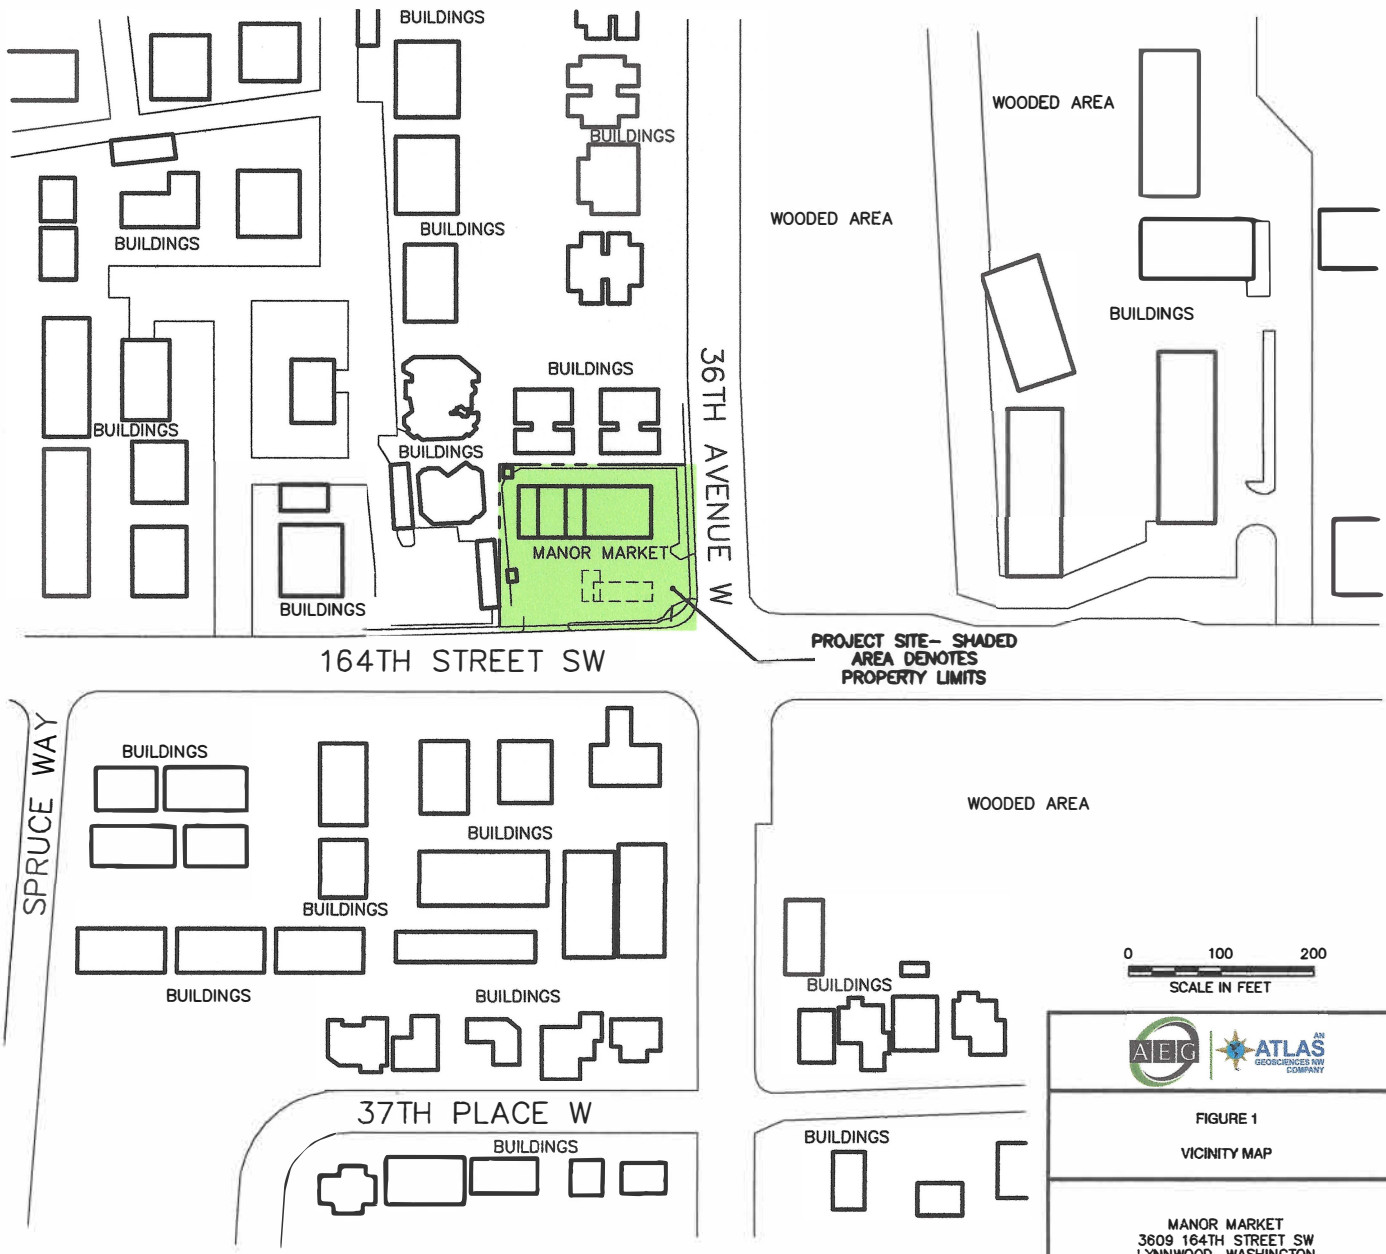 BUILDINGS
WOODED AREA
BUILDINGS
WOODED AREA
BUILDINGS
BUILDINGS
BUILDINGS
36TH AVENUE W
BUILDINGS
BUILDINGS
BUILDINGS
MANOR MARKET
BUILDINGS
PROJECT SITE- SHADED
AREA DENOTES
PROPERTY LIMITS
164TH STREET SW
SPRUCE WAY
BUILDINGS
WOODED AREA
BUILDINGS
BUILDINGS
BUILDINGS
BUILDINGS
BUILDINGS
0 100 200
SCALE IN FEET
AEG
AN
ATLAS
GEOSCIENCES NW
COMPANY
37TH PLACE W
FIGURE 1
VICINITY MAP
BUILDINGS
BUILDINGS
MANOR MARKET
3609 164TH STREET SW
LYNNWOOD, WASHINGTON